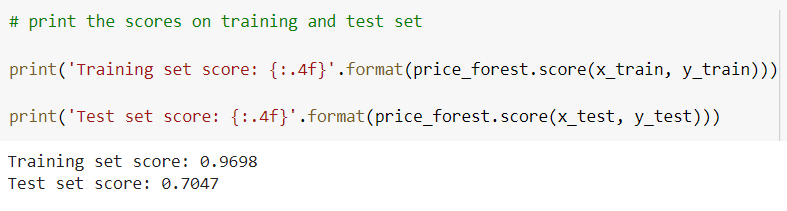 # print the scores on training and test set
print('Training set score: {:.4f}'.format(price_forest.score(x_train, y_train)))
print('Test set score: {:.4f}'.format(price_forest.score(x_test, y_test)))
Training set score: 0.9698
Test set score: 0.7047